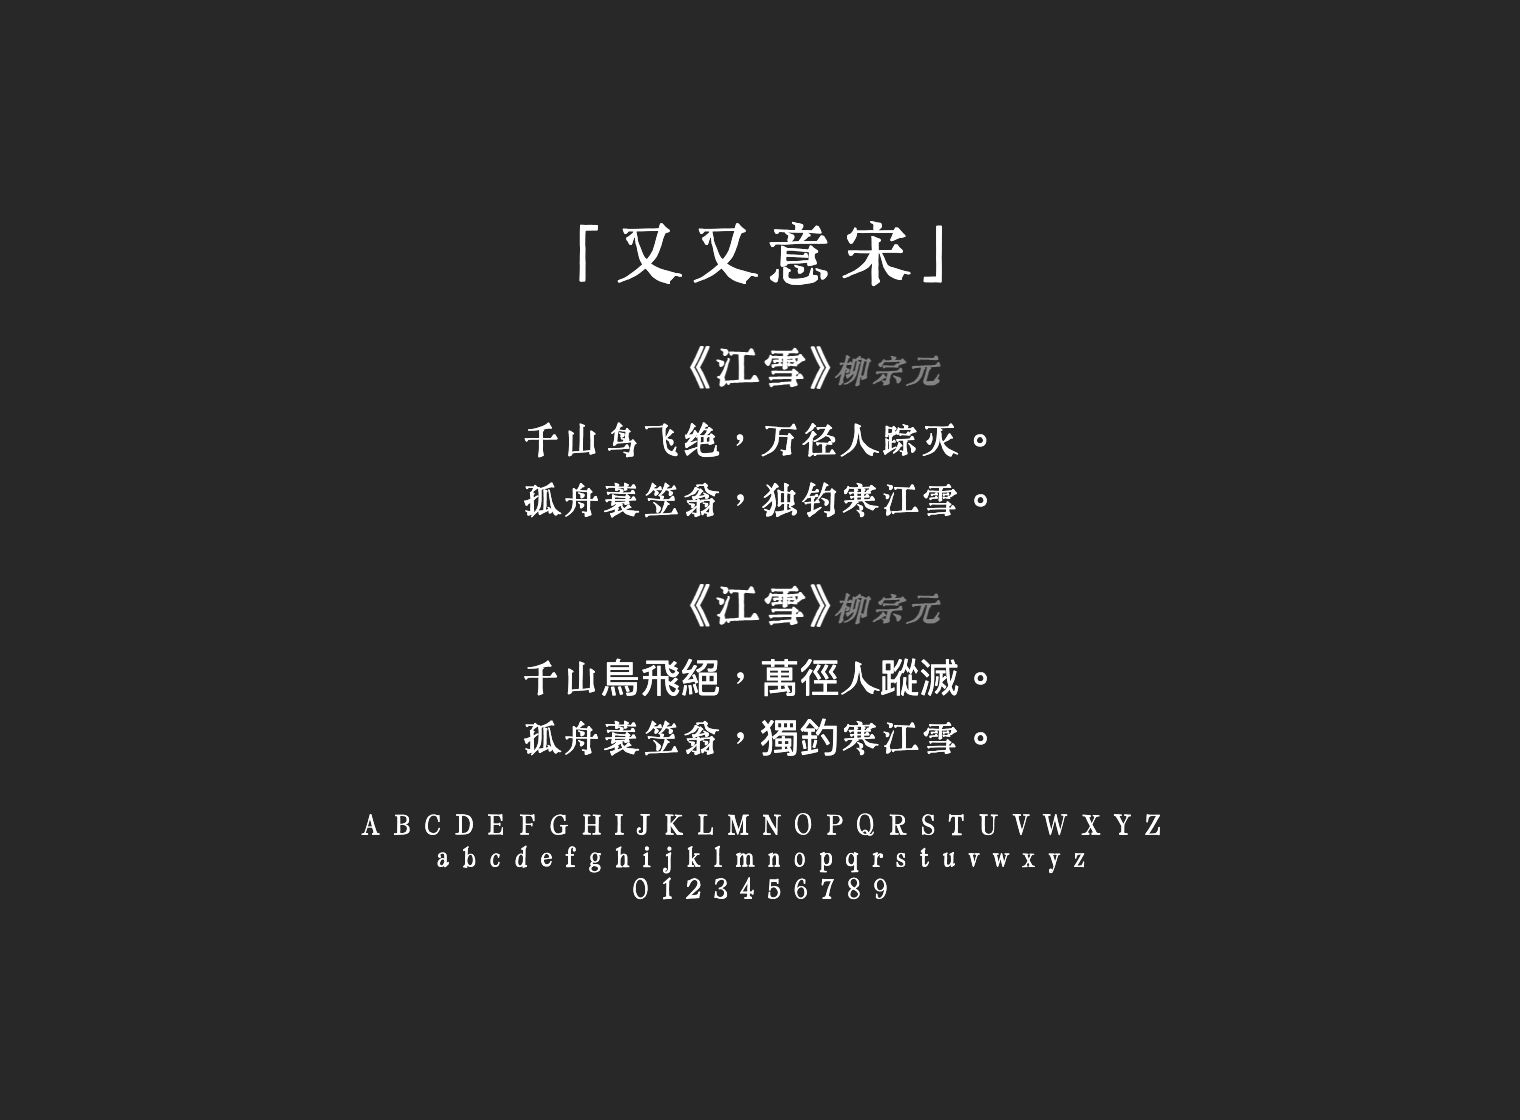 「又又意宋」
《江雪》柳宗元
千山鸟飞绝，万径人踪灭。
孤舟蓑笠翁，独钓寒江雪。
《江雪》柳宗元
千山鳥飛絕，萬徑人蹤滅。
孤舟蓑笠翁，獨釣寒江雪。
A B C D E F G H I J K L M N O P Q R S T U V W X Y Z
a b c d e f g h i j k l m n o p q r s t u v w x y z
0 1 2 3 4 5 6 7 8 9